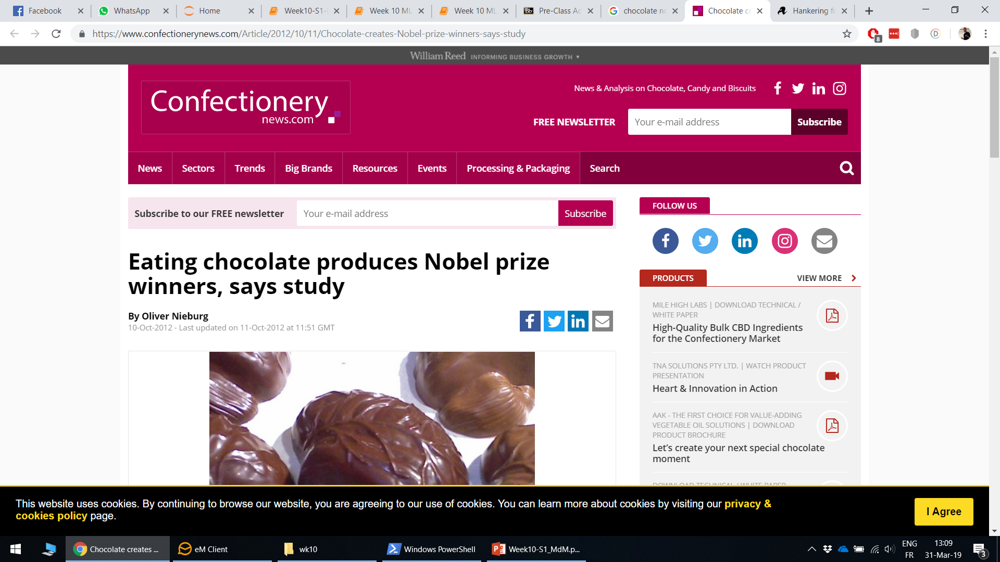 Facebook
WhatsApp
Home
Week10-S1-
Week 10 ML
Week 10 ML
Bb Pre-Class Ac
chocolate no
Chocolate cr
Hankering fo
https://www.confectionerynews.com/Article/2012/10/11/Chocolate-creates-Nobel-prize-winners-says-study
8
William Reed INFORMING BUSINESS GROWTH
Confectionery
news.com
News & Analysis on Chocolate, Candy and Biscuits
FREE NEWSLETTER
Your e-mail address
Subscribe
News
Sectors
Trends
Big Brands
Resources
Events
Processing & Packaging
Search
Subscribe to our FREE newsletter
Your e-mail address
Subscribe
Eating chocolate produces Nobel prize
winners, says study
By Oliver Nieburg
10-Oct-2012 - Last updated on 11-Oct-2012 at 11:51 GMT
FOLLOW US
PRODUCTS
VIEW MORE
MILE HIGH LABS | DOWNLOAD TECHNICAL /
WHITE PAPER
High-Quality Bulk CBD Ingredients
for the Confectionery Market
TNA SOLUTIONS PTY LTD. | WATCH PRODUCT
PRESENTATION
Heart & Innovation in Action
AAK - THE FIRST CHOICE FOR VALUE-ADDING
VEGETABLE OIL SOLUTIONS | DOWNLOAD
PRODUCT BROCHURE
Let's create your next special chocolate
moment
DOWNLOAD TECHNICAL / WHITE PAPER
This website uses cookies. By continuing to browse our website, you are agreeing to our use of cookies. You can learn more about cookies by visiting our privacy &
cookies policy page.
I Agree
Chocolate creates ...
eM Client
wk10
Windows PowerShell
Week10-S1_MdM.p...
ENG
FR
13:09
31-Mar-19
3